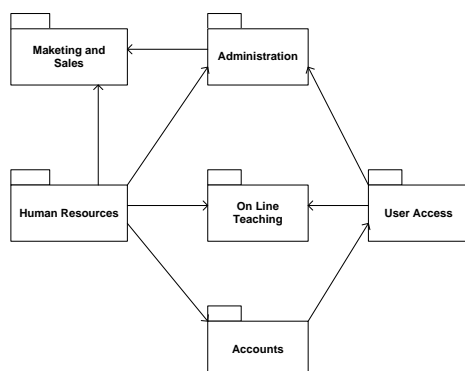 Maketing and
Sales
Administration
Human Resources
On Line
Teaching
User Access
Accounts